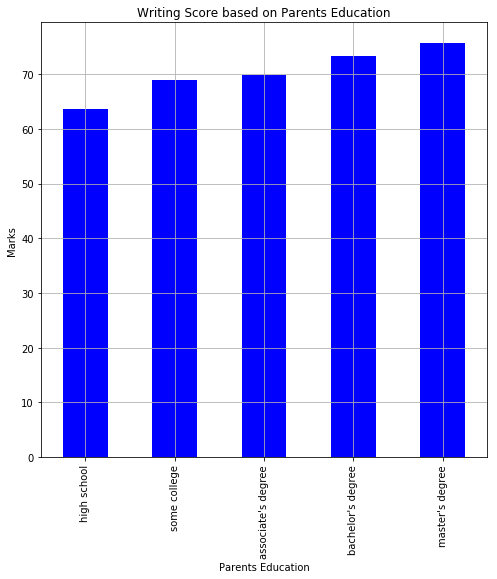 Writing Score based on Parents Education
Marks
70
60
50
40
30
20
10
0
high school
some college
associate's degree
bachelor's degree
master's degree
Parents Education